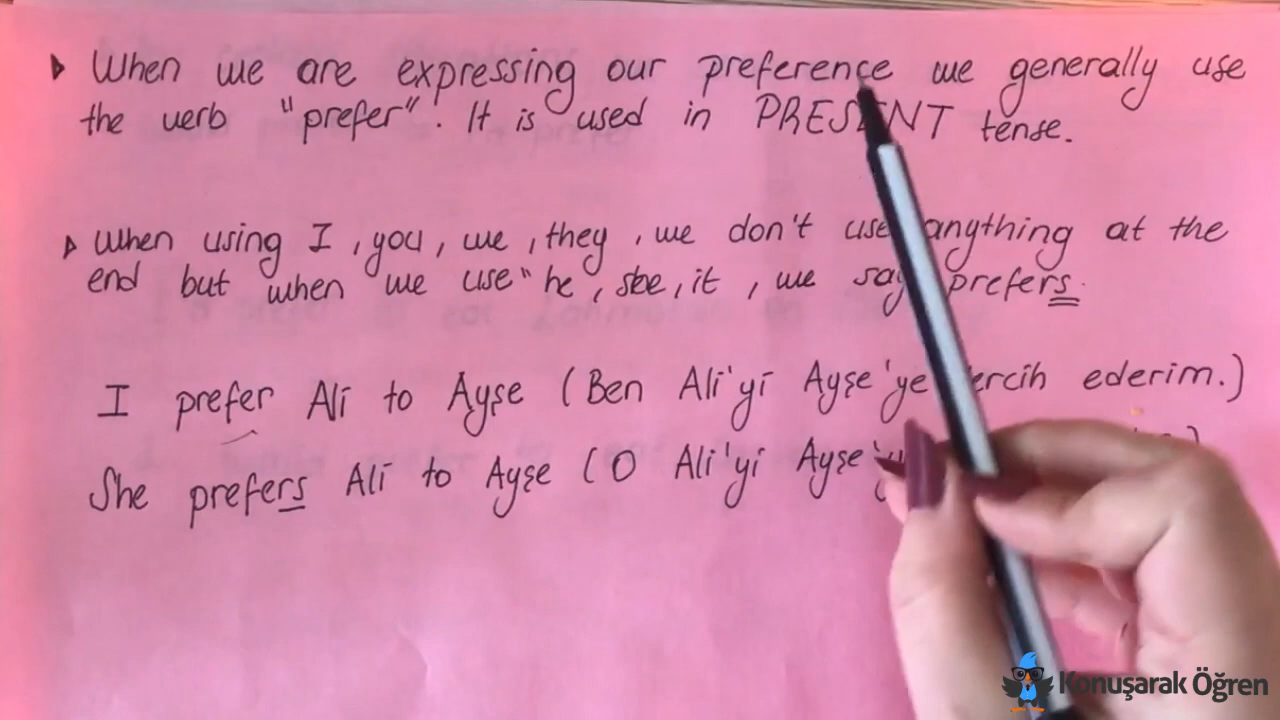 ▷ When we are expressing our preference we generally use
the verb "prefer". It is used in PRESENT tense.
▷ When using I, you, we, they, we don't use anything at the
end but when we use" he, she, it, we say prefers.
I prefer Ali to Ayşe (Ben Ali'yi Ayşe'ye tercih ederim.)
She prefers Ali to Ayşe (O Ali'yi
Konuşarak Öğren